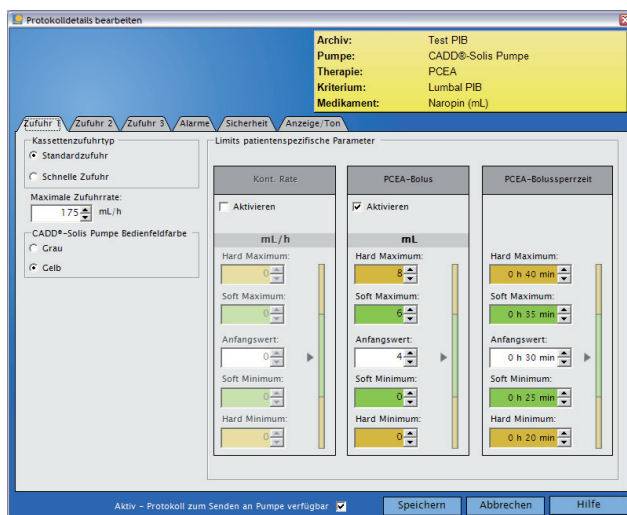 Protokolldetails bearbeiten
Archiv: Test PIB
Pumpe: CADD®-Solis Pumpe
Therapie: PCEA
Kriterium: Lumbal PIB
Medikament: Naropin (mL)
Zufuhr 1 Zufuhr 2 Zufuhr 3 Alarme Sicherheit Anzeige/Ton
Kassettenzufuhrtyp
Standardzufuhr
Schnelle Zufuhr
Maximale Zufuhrrate:
175 mL/h
CADD®-Solis Pumpe Bedienfeldfarbe
Grau
Gelb
Limits patientenspezifische Parameter
Kont. Rate
Aktivieren
mL/h
Hard Maximum:
0
Soft Maximum:
0
Anfangswert:
0
Soft Minimum:
0
Hard Minimum:
0
PCEA-Bolus
Aktivieren
mL
Hard Maximum:
8
Soft Maximum:
6
Anfangswert:
4
Soft Minimum:
0
Hard Minimum:
0
PCEA-Bolussperrzeit
Hard Maximum:
0 h 40 min
Soft Maximum:
0 h 35 min
Anfangswert:
0 h 30 min
Soft Minimum:
0 h 25 min
Hard Minimum:
0 h 20 min
Aktiv - Protokoll zum Senden an Pumpe verfügbar
Speichern Abbrechen Hilfe